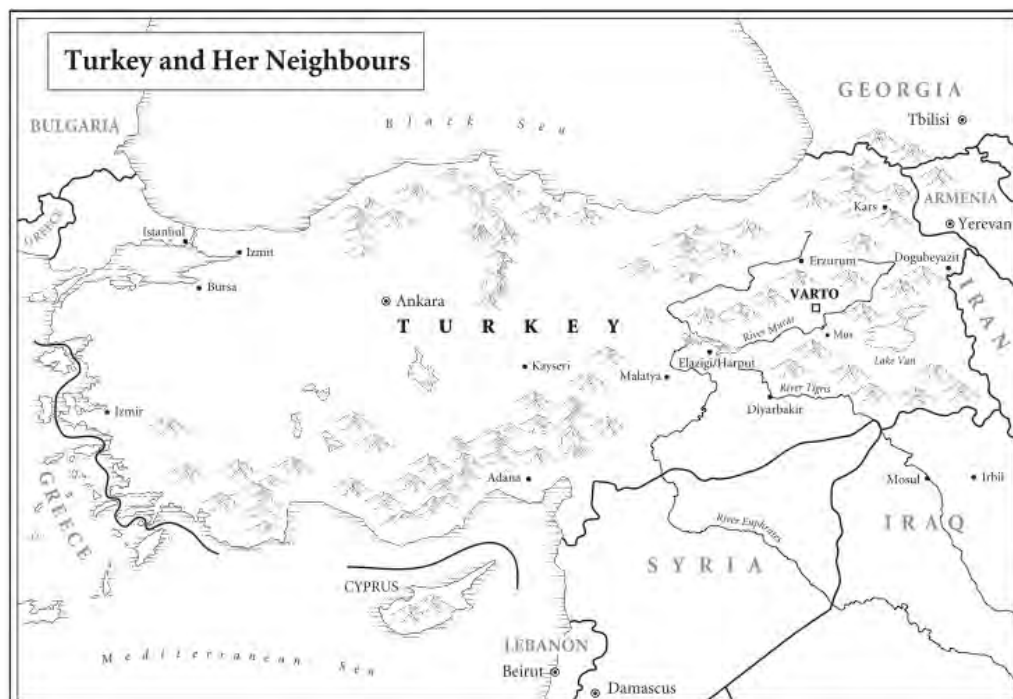 Turkey and Her Neighbours
GEORGIA
Tbilisi
BULGARIA
Black Sea
ARMENIA
Kars
Yerevan
GREECE
Istanbul
Izmit
Erzurum
Dogubeyazit
Bursa
IRAN
VARTO
Ankara
TURKEY
River Murat
Mus
Lake Van
Elazigi/Harput
Kayseri
Malatya
River Tigris
Diyarbakir
Izmir
Adana
Mosul
Irbil
GREECE
River Euphrates
IRAQ
SYRIA
CYPRUS
LEBANON
Mediterranean Sea
Beirut
Damascus